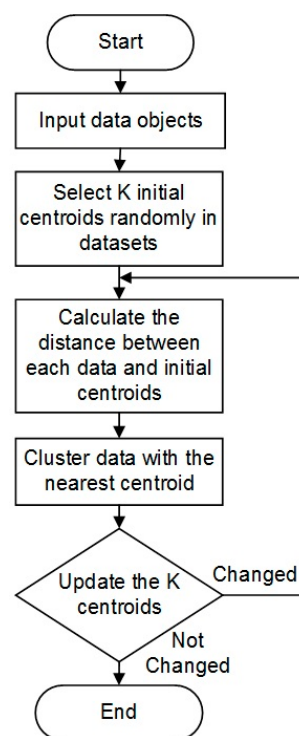 Start
Input data objects
Select K initial
centroids randomly in
datasets
Calculate the
distance between
each data and initial
centroids
Cluster data with the
nearest centroid
Update the K
centroids
Changed
Not
Changed
End